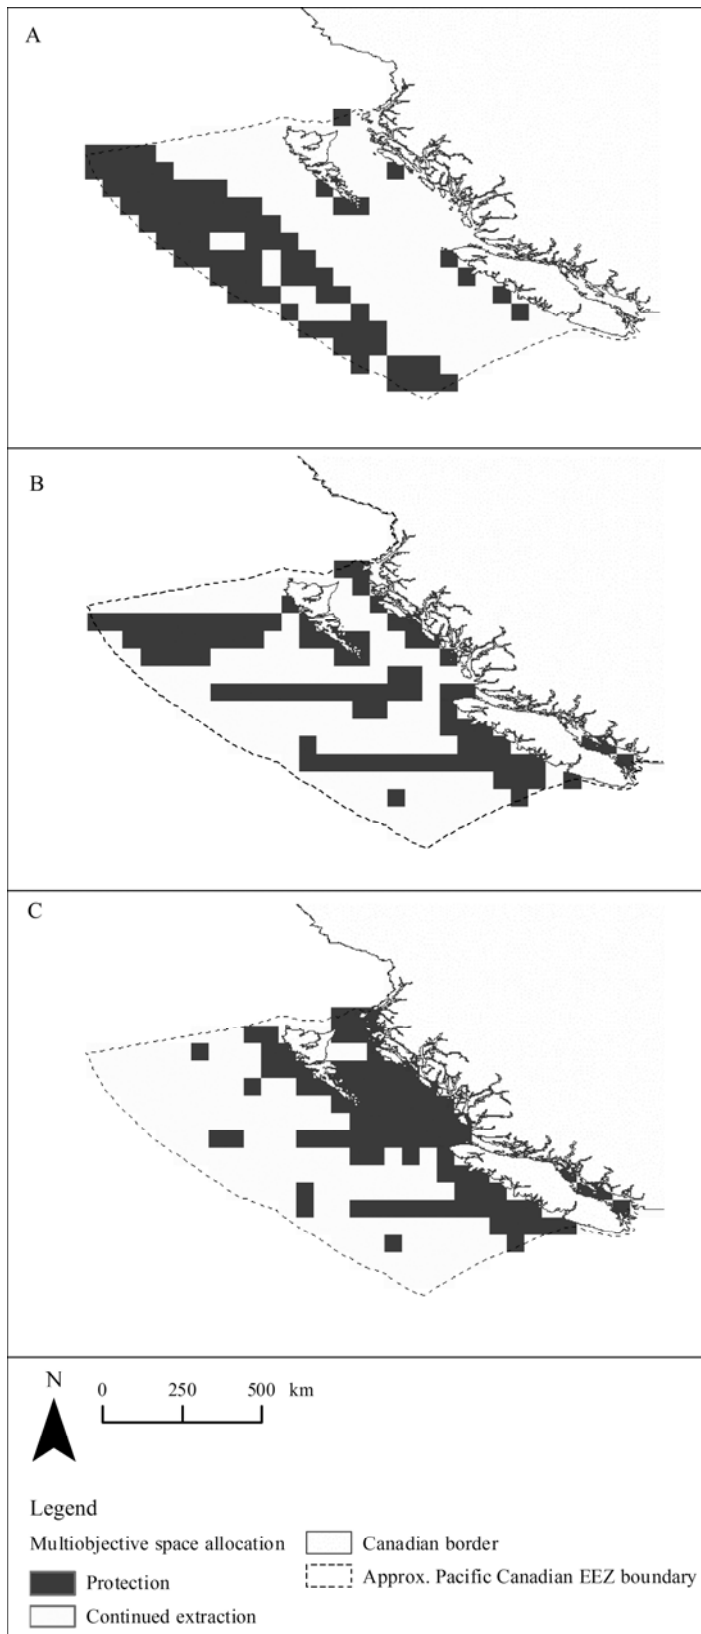 A
B
C
N
0 250 500 km
Legend
Multiobjective space allocation
Canadian border
Protection
Approx. Pacific Canadian EEZ boundary
Continued extraction